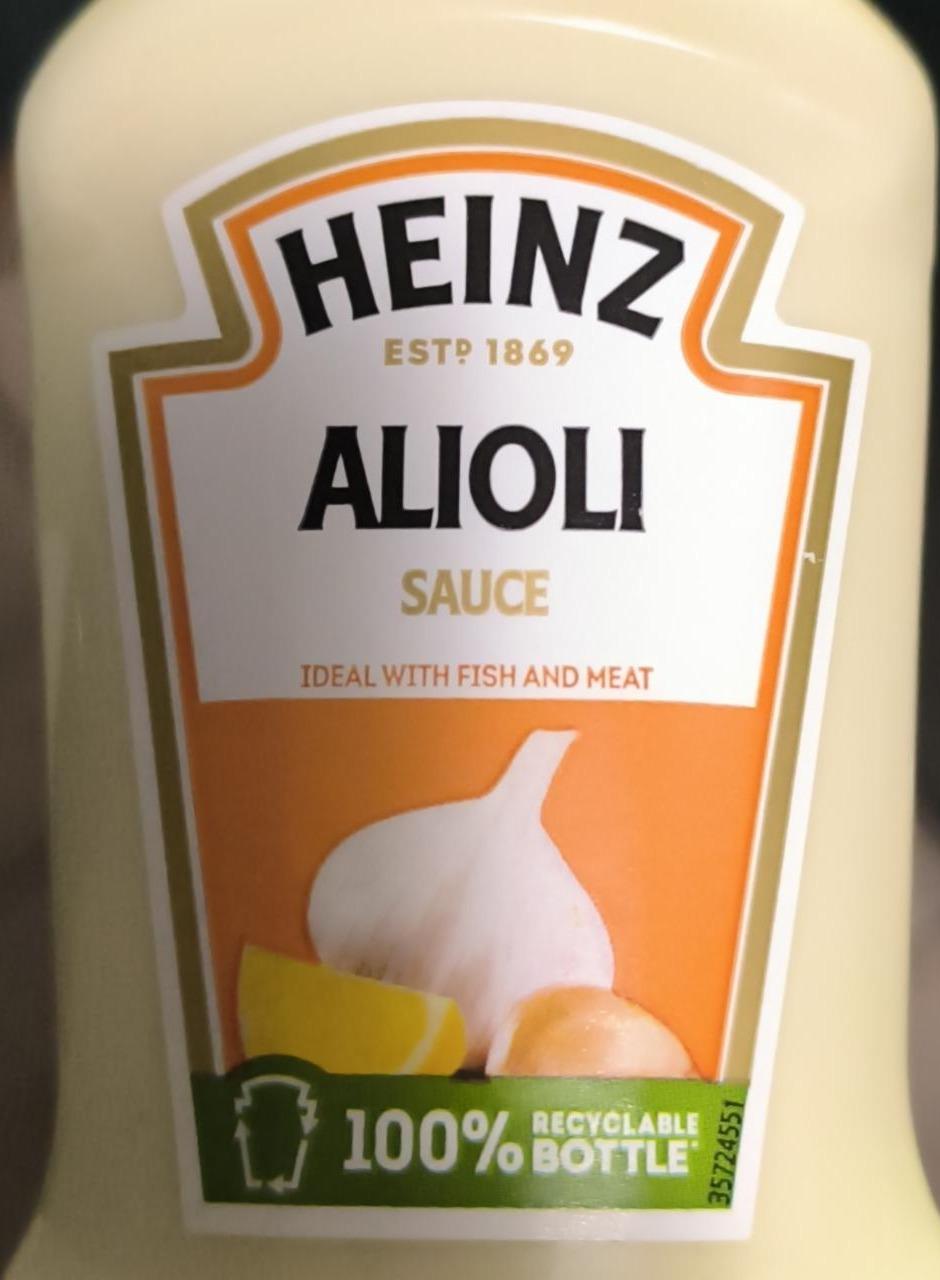 HEINZ
ESTD 1869
ALIOLI
SAUCE
IDEAL WITH FISH AND MEAT
100% RECYCLABLE
BOTTLE*
35724551